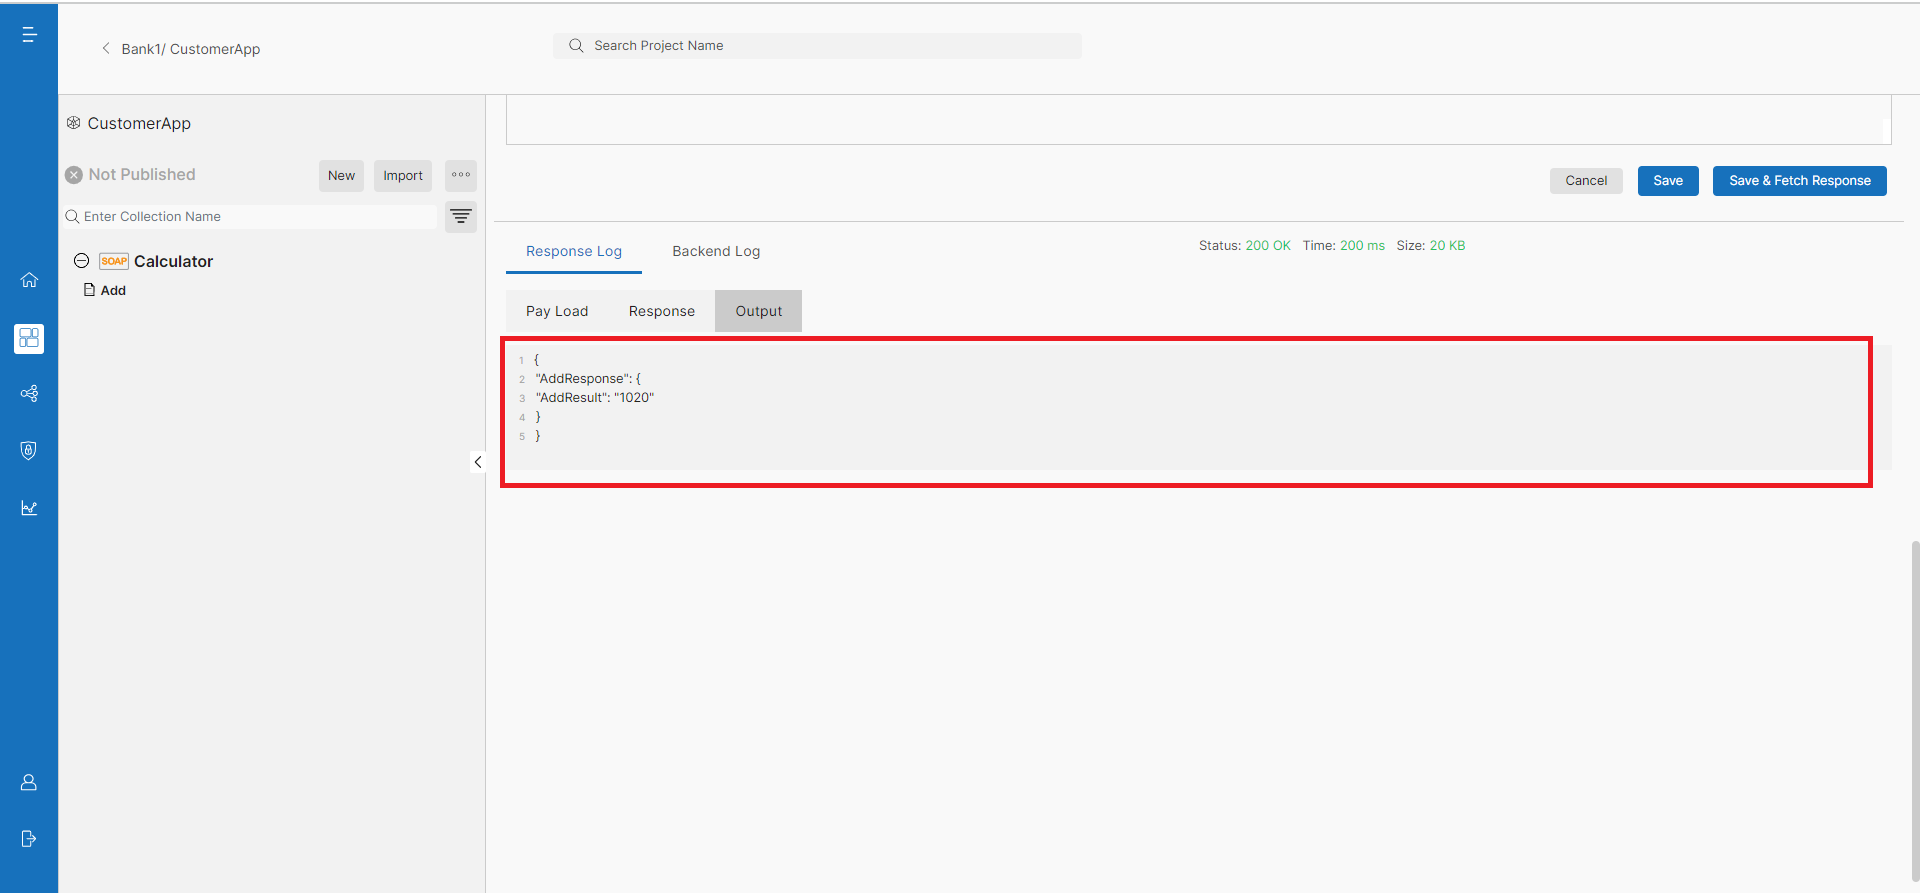 Bank1/ CustomerApp
Search Project Name
CustomerApp
Not Published
New
Import
Enter Collection Name
SOAP Calculator
Add
Cancel
Save
Save & Fetch Response
Response Log
Backend Log
Status: 200 OK Time: 200 ms Size: 20 KB
Pay Load
Response
Output
1 {
2 "AddResponse": {
3 "AddResult": "1020"
4 }
5 }